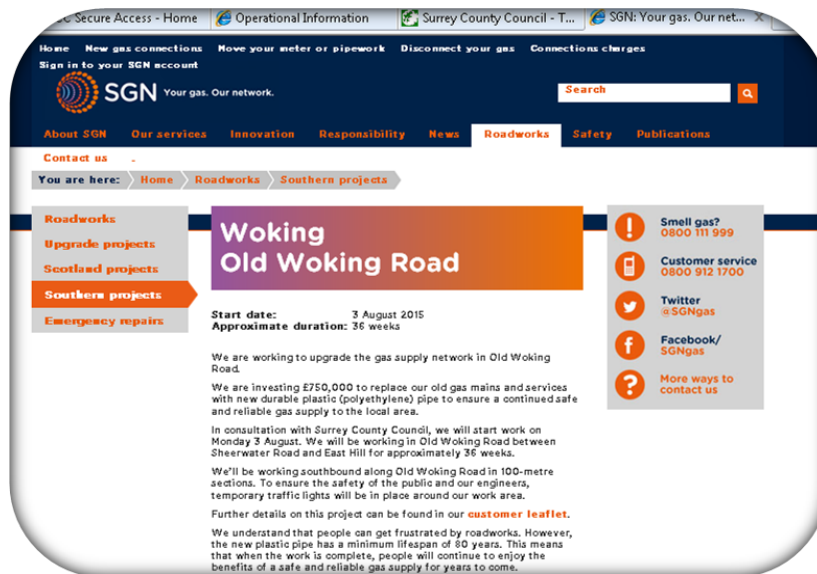 Secure Access - Home
Operational Information
Surrey County Council - T...
SGN: Your gas. Our net...
Home New gas connections Move your meter or pipework Disconnect your gas Connections charges
Sign in to your SGN account
SGN Your gas. Our network.
Search
About SGN Our services Innovation Responsibility News Roadworks Safety Publications
Contact us
You are here: Home Roadworks Southern projects
Roadworks
Upgrade projects
Scotland projects
Southern projects
Emergency repairs
Woking
Old Woking Road
Start date: 3 August 2015
Approximate duration: 36 weeks
We are working to upgrade the gas supply network in Old Woking
Road.
We are investing £750,000 to replace our old gas mains and services
with new durable plastic (polyethylene) pipe to ensure a continued safe
and reliable gas supply to the local area.
In consultation with Surrey County Council, we will start work on
Monday 3 August. We will be working in Old Woking Road between
Sheerwater Road and East Hill for approximately 36 weeks.
We'll be working southbound along Old Woking Road in 100-metre
sections. To ensure the safety of the public and our engineers,
temporary traffic lights will be in place around our work area.
Further details on this project can be found in our customer leaflet.
We understand that people can get frustrated by roadworks. However,
the new plastic pipe has a minimum lifespan of 80 years. This means
that when the work is complete, people will continue to enjoy the
benefits of a safe and reliable gas supply for years to come.
Smell gas?
0800 111 999
Customer service
0800 912 1700
Twitter
@SGNgas
Facebook/
SGNgas
More ways to
contact us